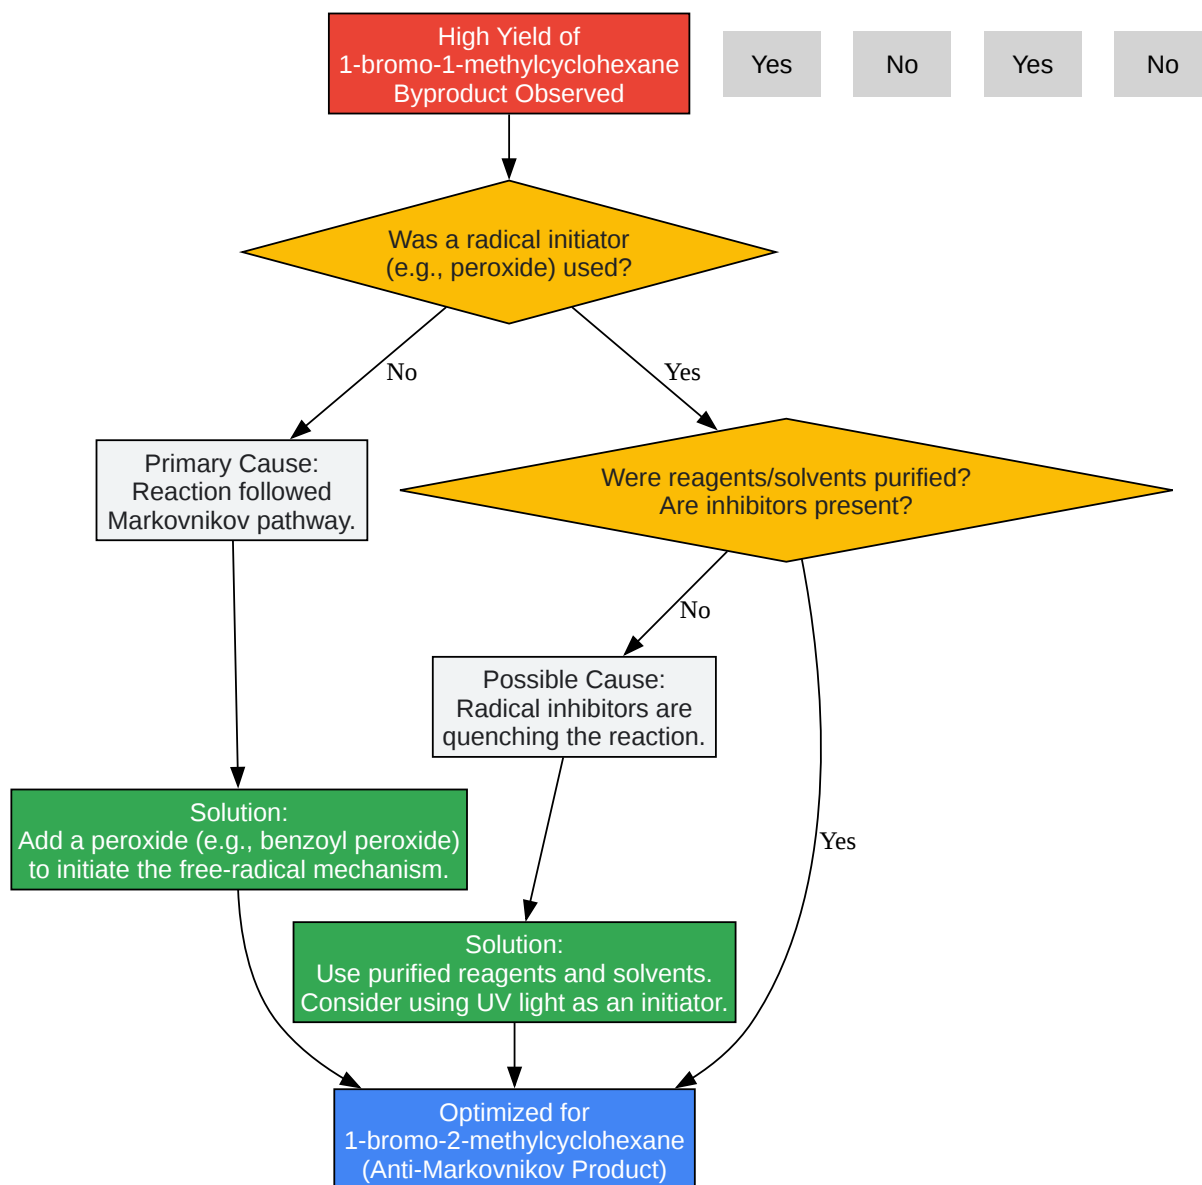 High Yield of
1-bromo-1-methylcyclohexane
Byproduct Observed
Yes
No
Yes
No
Was a radical initiator
(e.g., peroxide) used?
No
Yes
Primary Cause:
Reaction followed
Markovnikov pathway.
Were reagents/solvents purified?
Are inhibitors present?
No
Possible Cause:
Radical inhibitors are
quenching the reaction.
Solution:
Add a peroxide (e.g., benzoyl peroxide)
to initiate the free-radical mechanism.
Yes
Solution:
Use purified reagents and solvents.
Consider using UV light as an initiator.
Optimized for
1-bromo-2-methylcyclohexane
(Anti-Markovnikov Product)